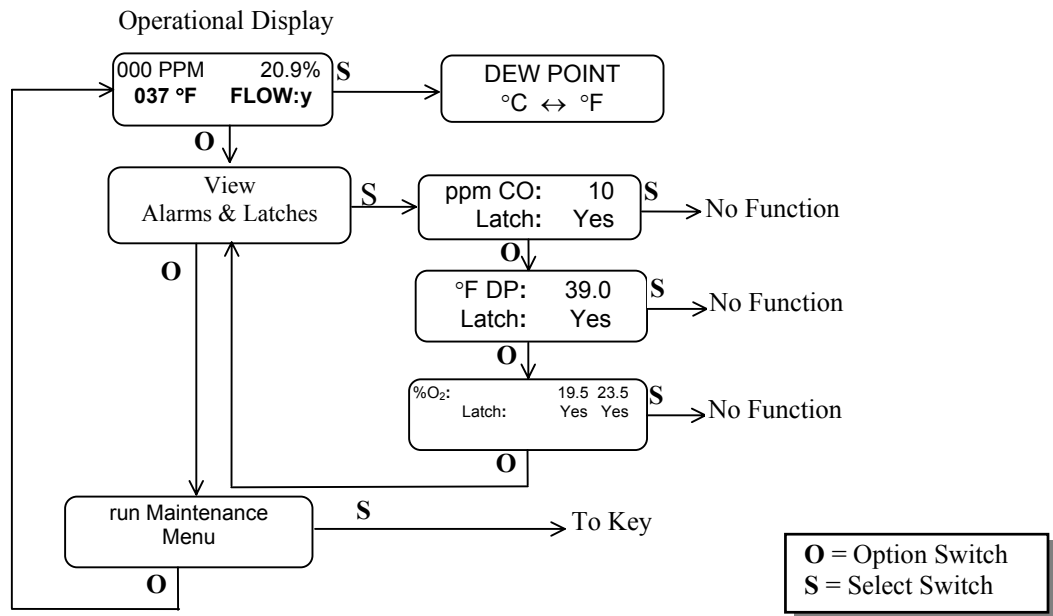 Operational Display
000 PPM 20.9%
037 °F FLOW:y
S
DEW POINT
°C ↔ °F
O
View
Alarms & Latches
S
ppm CO: 10
Latch: Yes
S
No Function
O
O
°F DP: 39.0
Latch: Yes
S
No Function
O
%O₂: 19.5 23.5
Latch: Yes Yes
S
No Function
O
run Maintenance
Menu
S
To Key
O
O = Option Switch
S = Select Switch